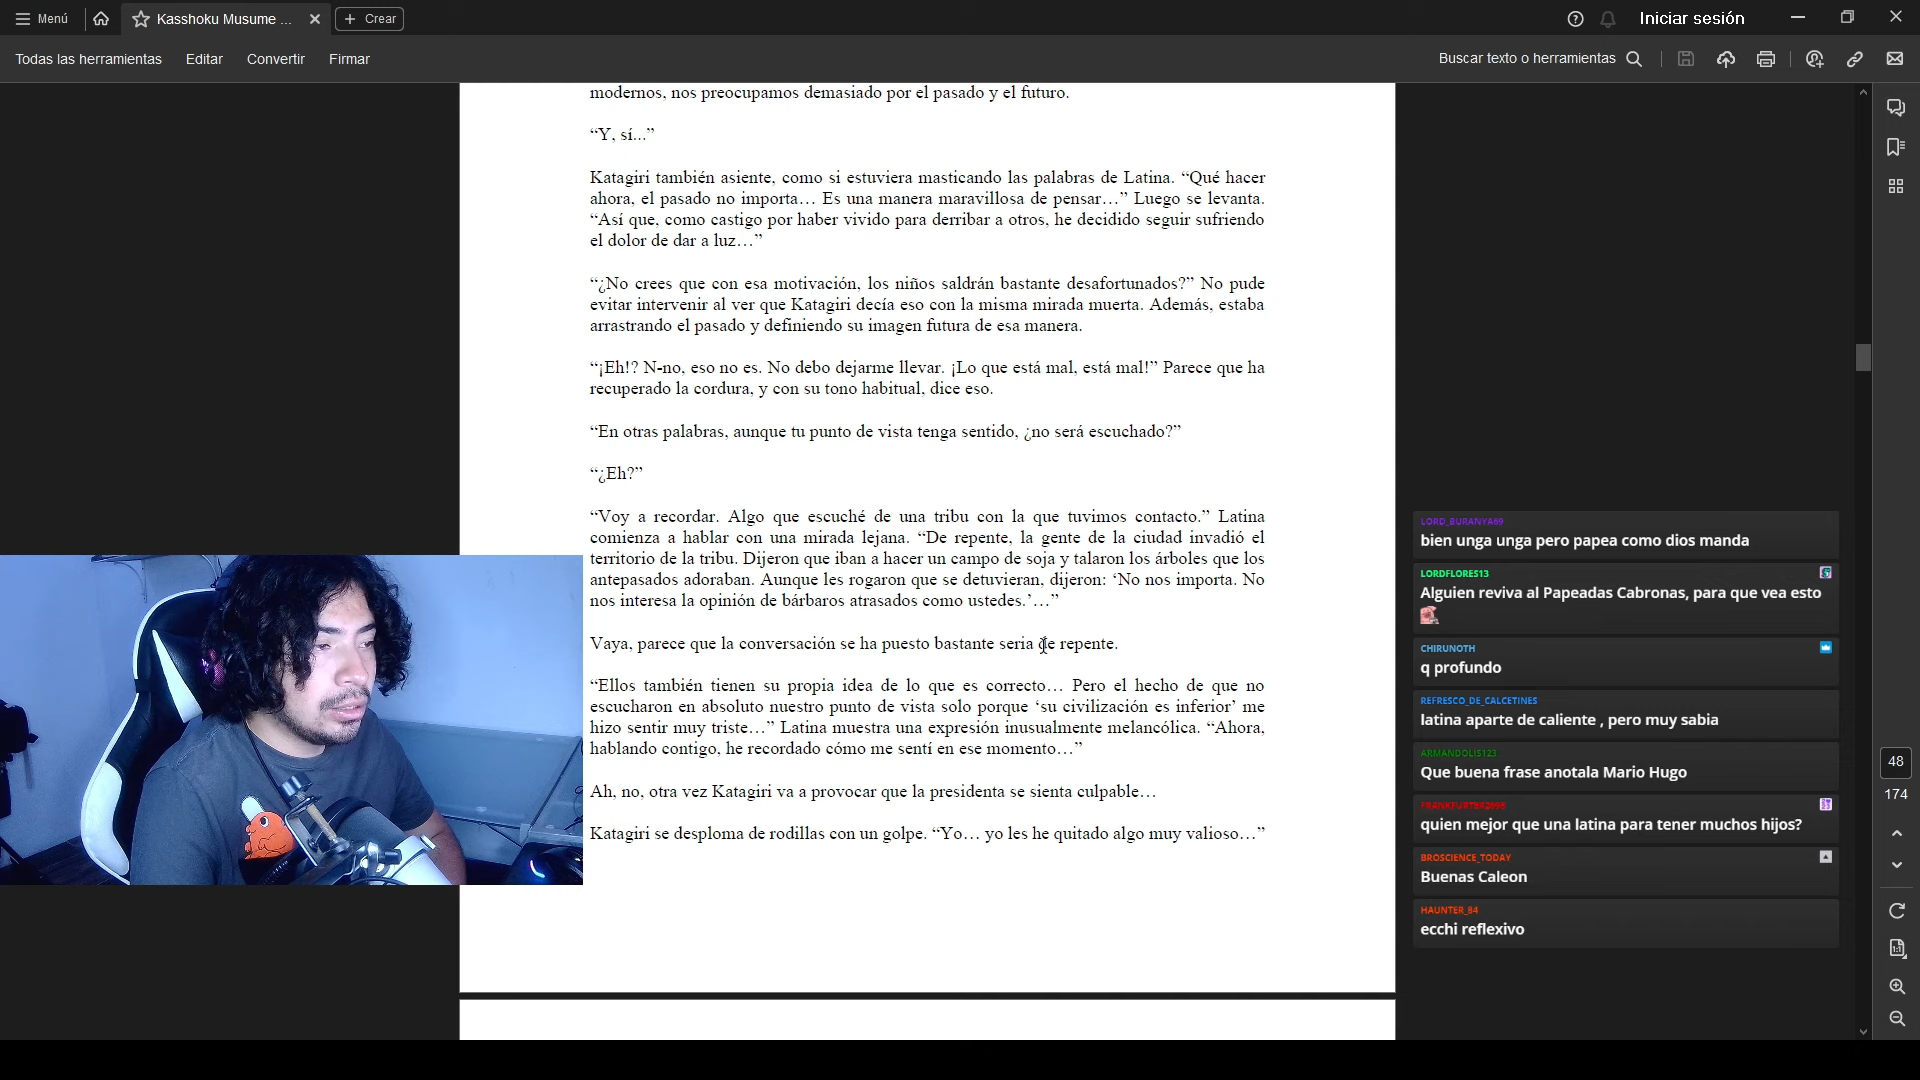 Menú
Kasshoku Musume ...
Crear
Iniciar sesión
Todas las herramientas
Editar
Convertir
Firmar
Buscar texto o herramientas
modernos, nos preocupamos demasiado por el pasado y el futuro.
“Y, sí...”
Katagiri también asiente, como si estuviera masticando las palabras de Latina. “Qué hacer
ahora, el pasado no importa… Es una manera maravillosa de pensar…” Luego se levanta.
“Así que, como castigo por haber vivido para derribar a otros, he decidido seguir sufriendo
el dolor de dar a luz…”
“¿No crees que con esa motivación, los niños saldrán bastante desafortunados?” No pude
evitar intervenir al ver que Katagiri decía eso con la misma mirada muerta. Además, estaba
arrastrando el pasado y definiendo su imagen futura de esa manera.
“¡Eh!? N-no, eso no es. No debo dejarme llevar. ¡Lo que está mal, está mal!” Parece que ha
recuperado la cordura, y con su tono habitual, dice eso.
“En otras palabras, aunque tu punto de vista tenga sentido, ¿no será escuchado?”
“¿Eh?”
“Voy a recordar. Algo que escuché de una tribu con la que tuvimos contacto.” Latina
comienza a hablar con una mirada lejana. “De repente, la gente de la ciudad invadió el
territorio de la tribu. Dijeron que iban a hacer un campo de soja y talaron los árboles que los
antepasados adoraban. Aunque les rogaron que se detuvieran, dijeron: ‘No nos importa. No
nos interesa la opinión de bárbaros atrasados como ustedes.’…”
Vaya, parece que la conversación se ha puesto bastante seria de repente.
“Ellos también tienen su propia idea de lo que es correcto… Pero el hecho de que no
escucharon en absoluto nuestro punto de vista solo porque ‘su civilización es inferior’ me
hizo sentir muy triste…” Latina muestra una expresión inusualmente melancólica. “Ahora,
hablando contigo, he recordado cómo me sentí en ese momento…”
Ah, no, otra vez Katagiri va a provocar que la presidenta se sienta culpable…
Katagiri se desploma de rodillas con un golpe. “Yo… yo les he quitado algo muy valioso…”
LORD_BURANYA69
bien unga unga pero papea como dios manda
LORDFLORES13
Alguien reviva al Papeadas Cabronas, para que vea esto
CHIRUNOTH
q profundo
REFRESCO_DE_CALCETINES
latina aparte de caliente , pero muy sabia
ARMANDOLIS123
Que buena frase anotala Mario Hugo
quien mejor que una latina para tener muchos hijos?
BROSCIENCE_TODAY
Buenas Caleon
HAUNTER_84
ecchi reflexivo
48
174